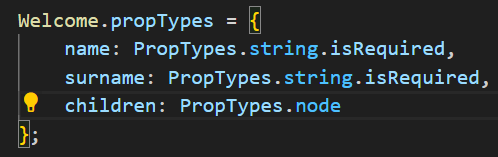 Welcome.propTypes = {
    name: PropTypes.string.isRequired,
    surname: PropTypes.string.isRequired,
    children: PropTypes.node
};